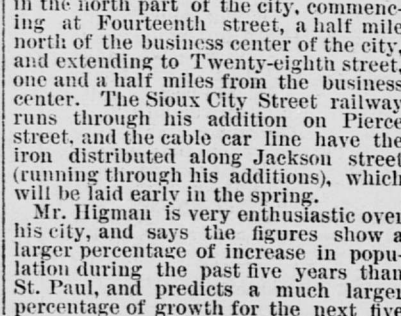 in the north part of the city, commenc-
ing at Fourteenth street, a half mile
north of the business center of the city,
and extending to Twenty-eighth street,
one and a half miles from the business
center. The Sioux City Street railway
runs through his addition on Pierce
street, and the cable car line have the
iron distributed along Jackson street
(running through his additions), which
will be laid early in the spring.
Mr. Higman is very enthusiastic over
his city, and says the figures show a
larger percentage of increase in popu-
lation during the past five years than
St. Paul, and predicts a much larger
percentage of growth for the next five